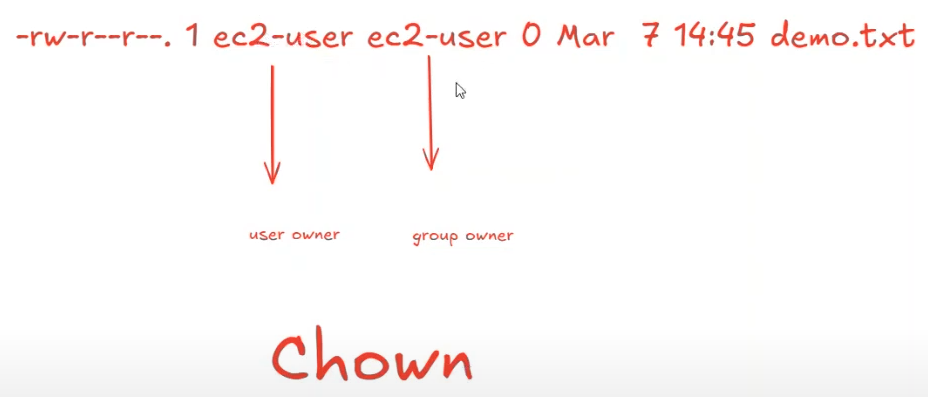 -rw-r--r--. 1 ec2-user ec2-user 0 Mar 7 14:45 demo.txt
user owner
group owner
Chown